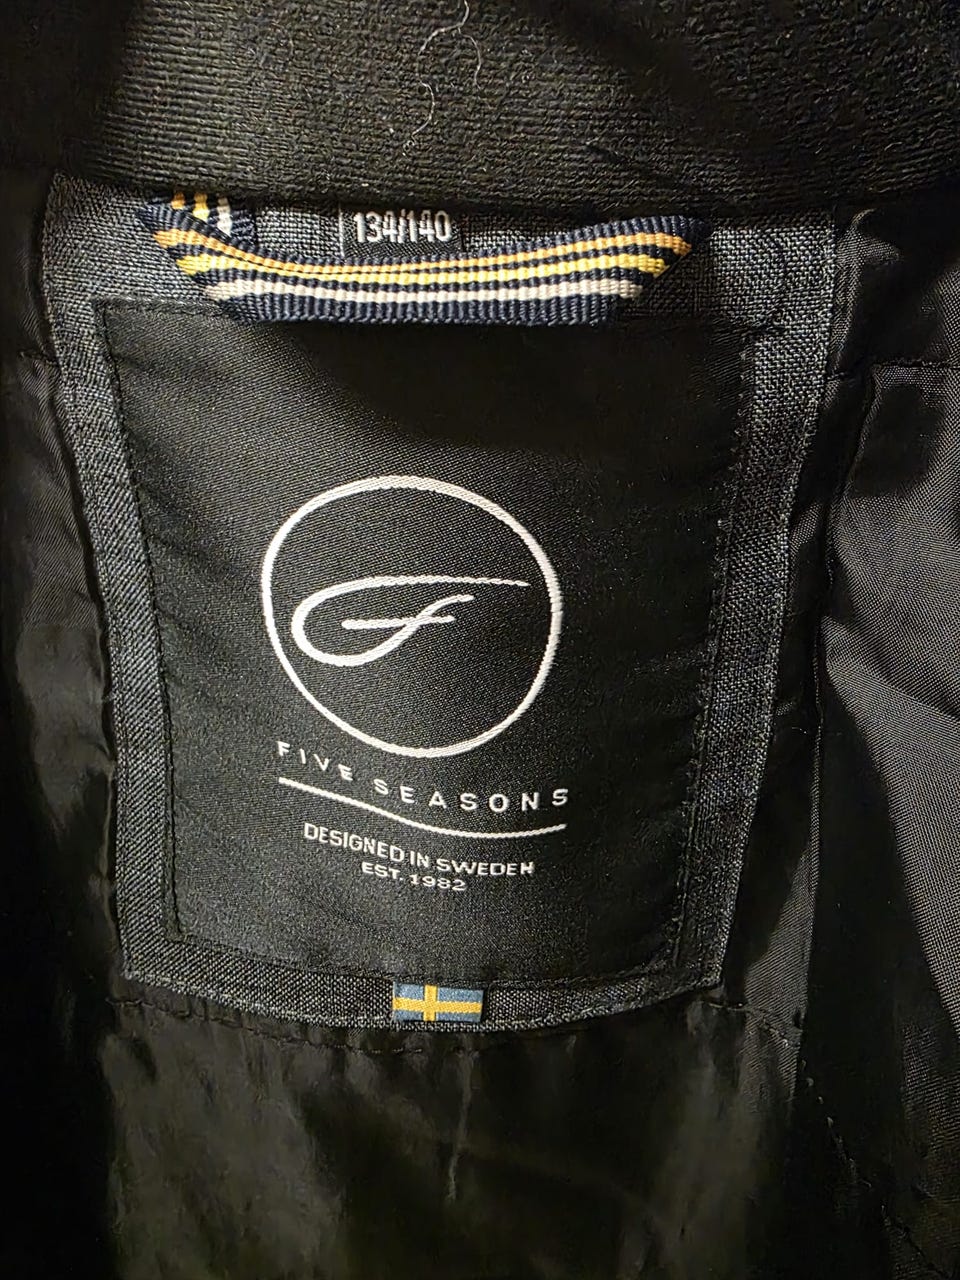 134/140
F
FIVE SEASONS
DESIGNED IN SWEDEN
EST. 1982